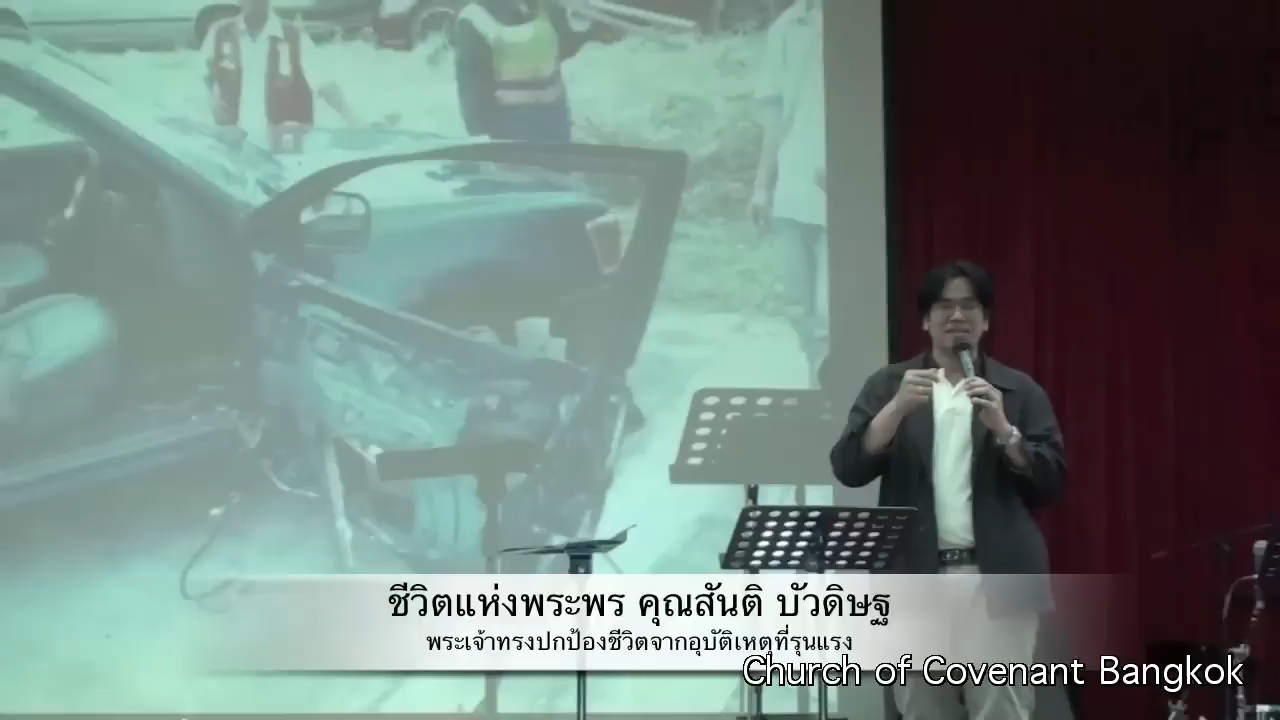 ชีวิตแห่งพระพร คุณสันติ บัวดิษฐ
พระเจ้าทรงปกป้องชีวิตจากอุบัติเหตุที่รุนแรง
Church of Covenant Bangkok